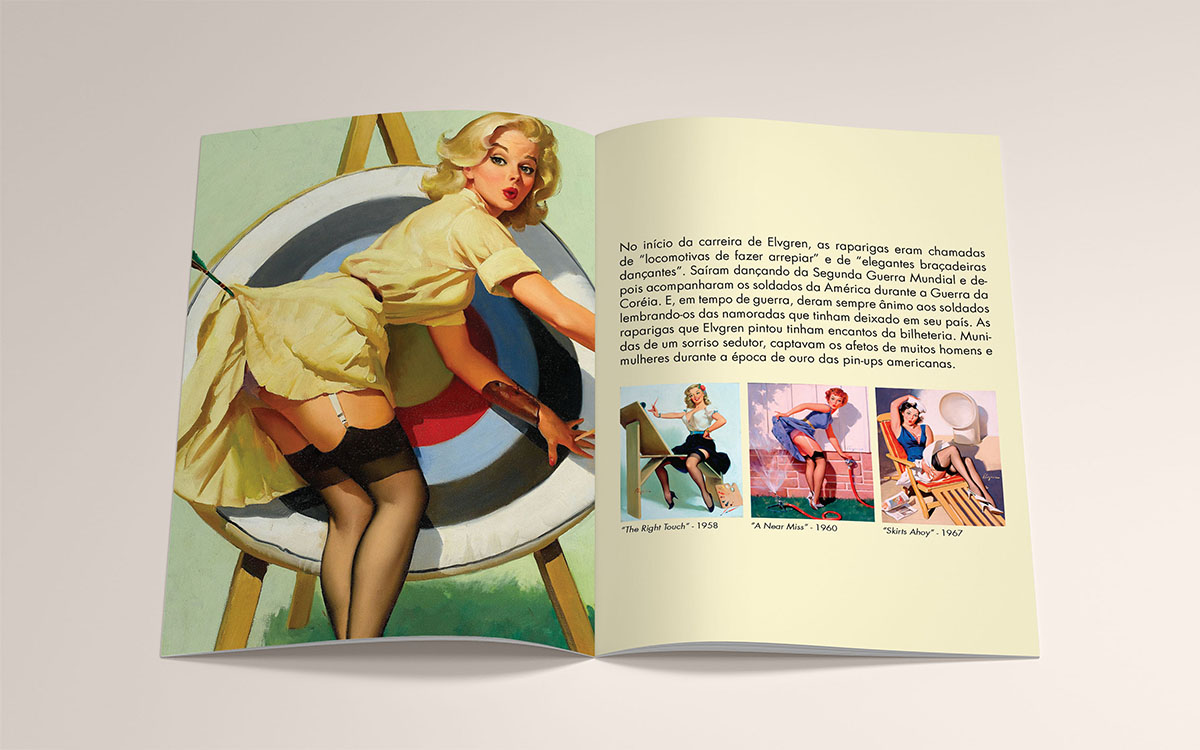 No início da carreira de Elvgren, as raparigas eram chamadas
de “locomotivas de fazer arrepiar” e de “elegantes braçadeiras
dançantes”. Saíram dançando da Segunda Guerra Mundial e de-
pois acompanharam os soldados da América durante a Guerra da
Coréia. E, em tempo de guerra, deram sempre ânimo aos soldados
lembrando-os das namoradas que tinham deixado em seu país. As
raparigas que Elvgren pintou tinham encantos da bilheteria. Muni-
das de um sorriso sedutor, captavam os afetos de muitos homens e
mulheres durante a época de ouro das pin-ups americanas.
“The Right Touch” - 1958
“A Near Miss” - 1960
“Skirts Ahoy” - 1967